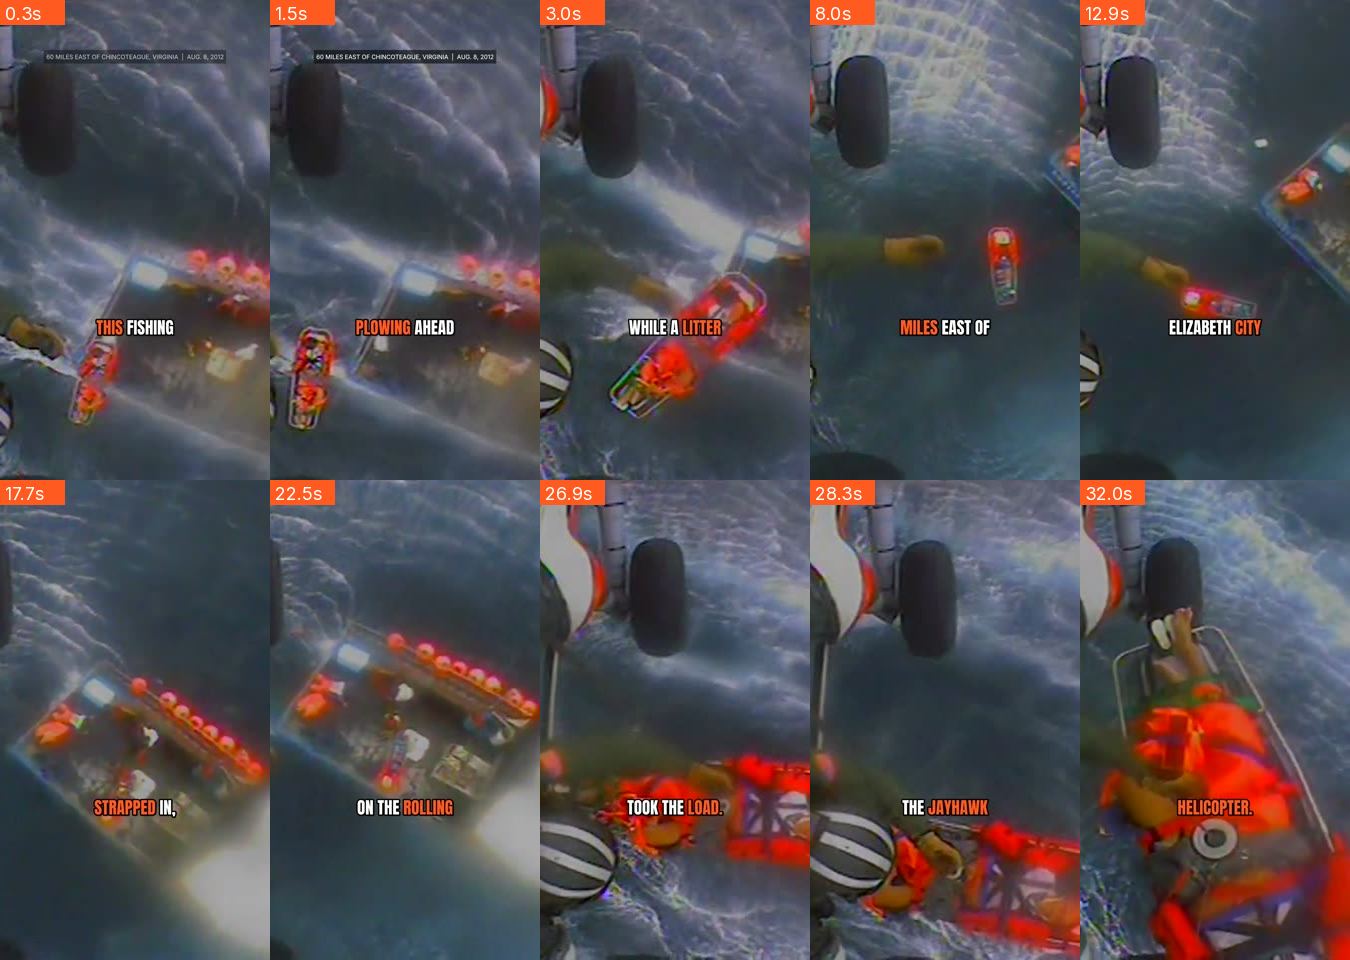 0.3s
60 MILES EAST OF CHINCOTEAGUE, VIRGINIA | AUG. 8, 2012
THIS FISHING
1.5s
60 MILES EAST OF CHINCOTEAGUE, VIRGINIA | AUG. 8, 2012
PLOWING AHEAD
3.0s
WHILE A LITTER
8.0s
MILES EAST OF
12.9s
ELIZABETH CITY
17.7s
STRAPPED IN,
22.5s
ON THE ROLLING
26.9s
TOOK THE LOAD.
28.3s
THE JAYHAWK
32.0s
HELICOPTER.